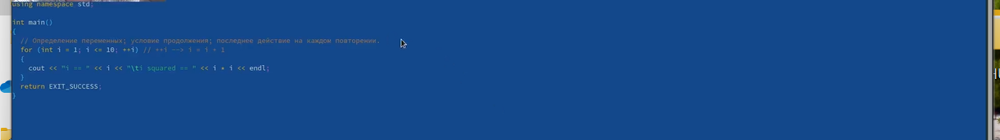 using namespace std;
int main()
{
// Определение переменных; условие продолжения; последнее действие на каждом повторении.
for (int i = 1; i <= 10; ++i) // ++i --> i = i + 1
{
cout << "i == " << i << "\ti squared == " << i * i << endl;
}
return EXIT_SUCCESS;
}